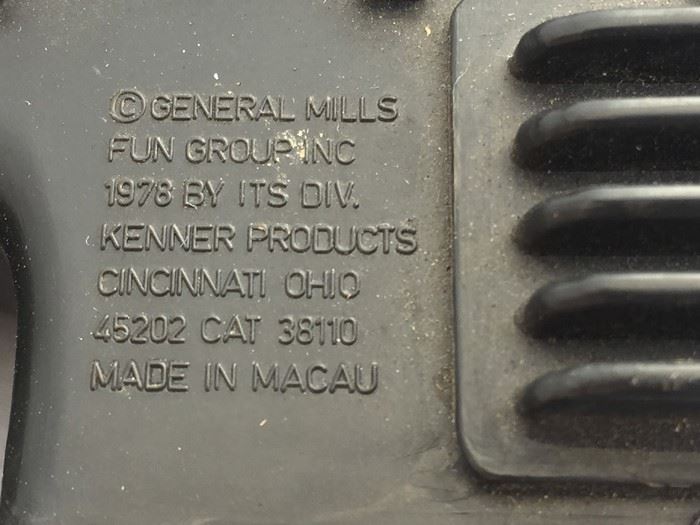 © GENERAL MILLS
FUN GROUP INC
1978 BY ITS DIV.
KENNER PRODUCTS
CINCINNATI OHIO
45202 CAT 38110
MADE IN MACAU